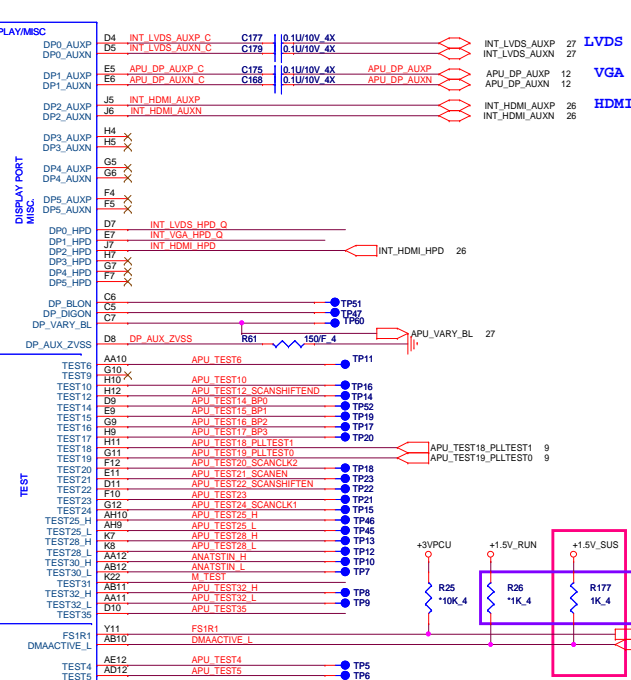 PLAY/MISC
DP0_AUXP D4 INT_LVDS_AUXP_C C177 0.1U/10V_4X INT_LVDS_AUXP 27 LVDS
DP0_AUXN D5 INT_LVDS_AUXN_C C179 0.1U/10V_4X INT_LVDS_AUXN 27
DP1_AUXP E5 APU_DP_AUXP_C C175 0.1U/10V_4X APU_DP_AUXP APU_DP_AUXP 12 VGA
DP1_AUXN E6 APU_DP_AUXN_C C168 0.1U/10V_4X APU_DP_AUXN APU_DP_AUXN 12
DP2_AUXP J5 INT_HDMI_AUXP INT_HDMI_AUXP 26 HDMI
DP2_AUXN J6 INT_HDMI_AUXN INT_HDMI_AUXN 26
DP3_AUXP H4
DP3_AUXN H5
DP4_AUXP G5
DP4_AUXN G6
DP5_AUXP F4
DP5_AUXN F5
DISPLAY PORT
MISC.
DP0_HPD D7 INT_LVDS_HPD_Q
DP1_HPD E7 INT_VGA_HPD_Q
DP2_HPD J7 INT_HDMI_HPD INT_HDMI_HPD 26
DP3_HPD H7
DP4_HPD G7
DP5_HPD F7
DP_BLON C6 TP51
DP_DIGON C5 TP47
DP_VARY_BL C7 TP60
APU_VARY_BL 27
DP_AUX_ZVSS D8 DP_AUX_ZVSS R61 150/F_4
TEST
TEST6 AA10 APU_TEST6 TP11
TEST9 G10
TEST10 H10 APU_TEST10 TP16
TEST12 H12 APU_TEST12_SCANSHIFTEND TP14
TEST14 D9 APU_TEST14_BP0 TP52
TEST15 E9 APU_TEST15_BP1 TP19
TEST16 G9 APU_TEST16_BP2 TP17
TEST17 H9 APU_TEST17_BP3 TP20
TEST18 H11 APU_TEST18_PLLTEST1 APU_TEST18_PLLTEST1 9
TEST19 G11 APU_TEST19_PLLTEST0 APU_TEST19_PLLTEST0 9
TEST20 F12 APU_TEST20_SCANCLK2 TP18
TEST21 E11 APU_TEST21_SCANEN TP23
TEST22 D11 APU_TEST22_SCANSHIFTEN TP22
TEST23 F10 APU_TEST23 TP21
TEST24 G12 APU_TEST24_SCANCLK1 TP15
TEST25_H AH10 APU_TEST25_H TP46
TEST25_L AH9 APU_TEST25_L TP45
TEST28_H K7 APU_TEST28_H TP13
TEST28_L K8 APU_TEST28_L TP12
TEST30_H AA12 ANATSTIN_H TP10
TEST30_L AB12 ANATSTIN_L TP7
TEST31 K22 M_TEST
TEST32_H AB11 APU_TEST32_H TP8
TEST32_L AA11 APU_TEST32_L TP9
TEST35 D10 APU_TEST35
+3VPCU +1.5V_RUN +1.5V_SUS
R25 R26 R177
*10K_4 *1K_4 1K_4
FS1R1 Y11 FS1R1
DMAACTIVE_L AB10 DMAACTIVE_L
TEST4 AE12 APU_TEST4 TP5
TEST5 AD12 APU_TEST5 TP6